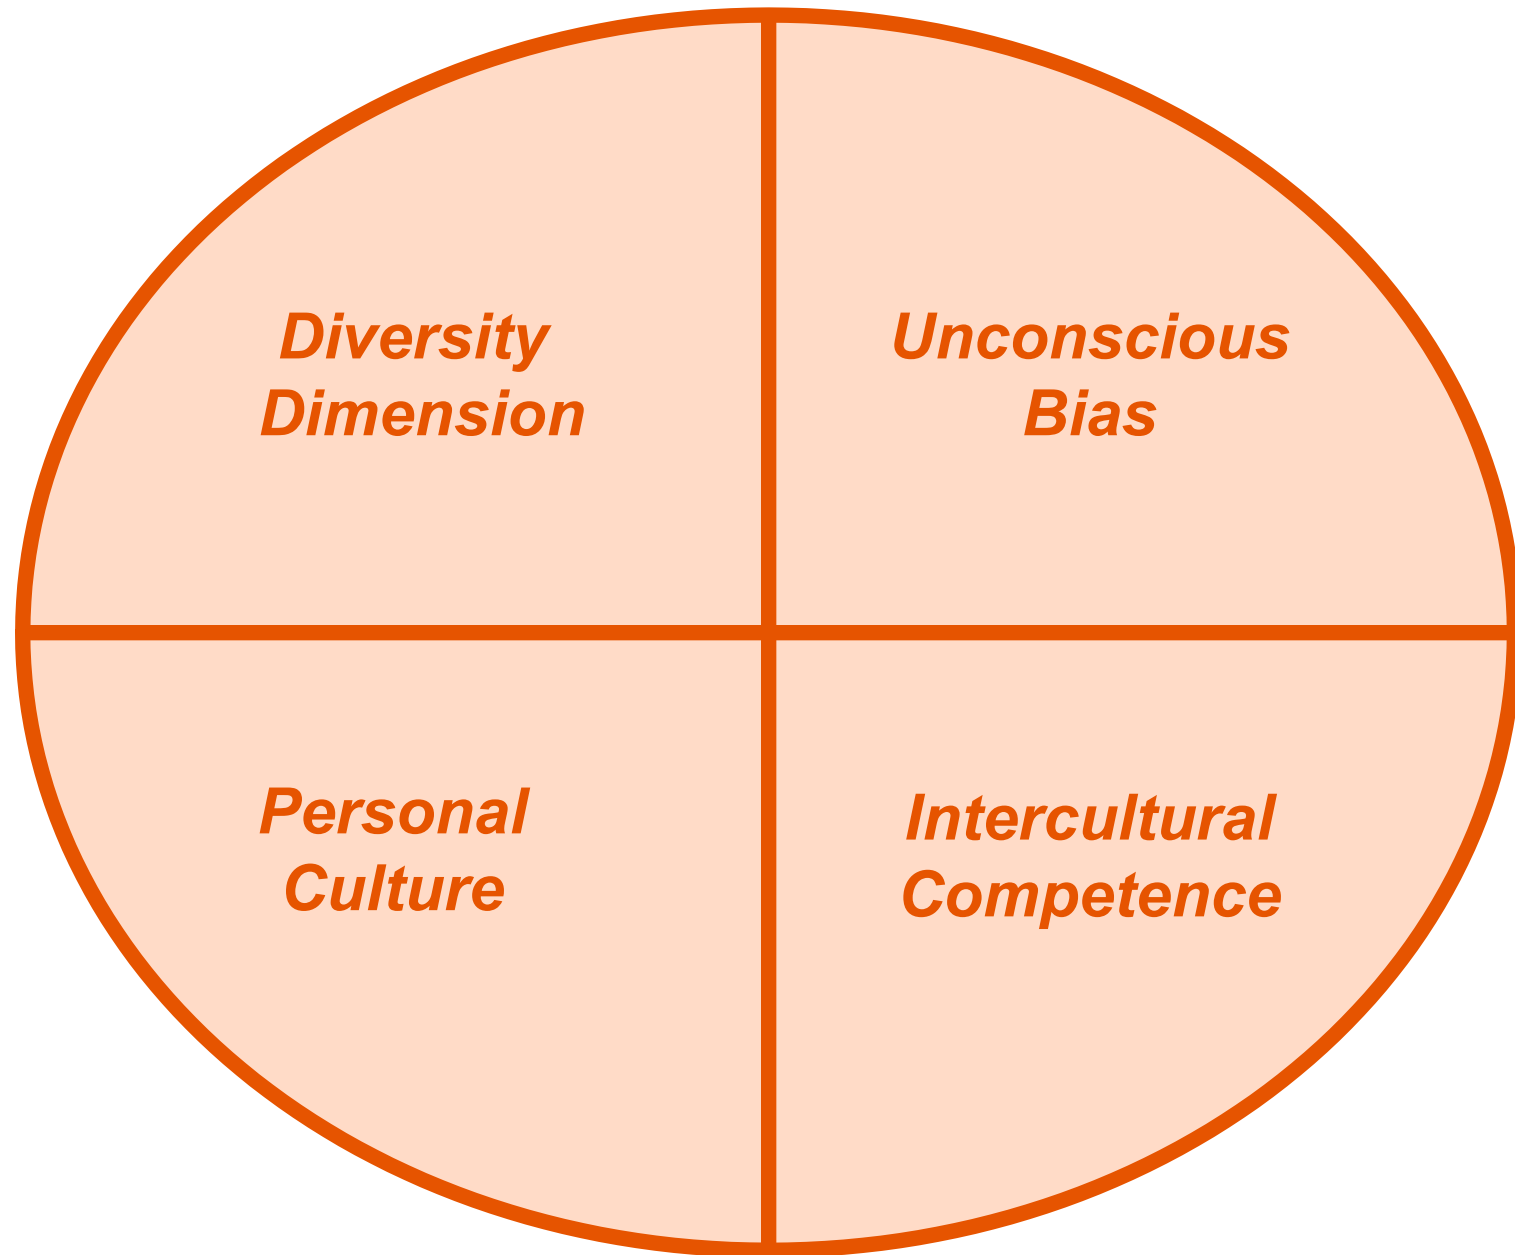 Diversity
Dimension
Unconscious
Bias
Personal
Culture
Intercultural
Competence